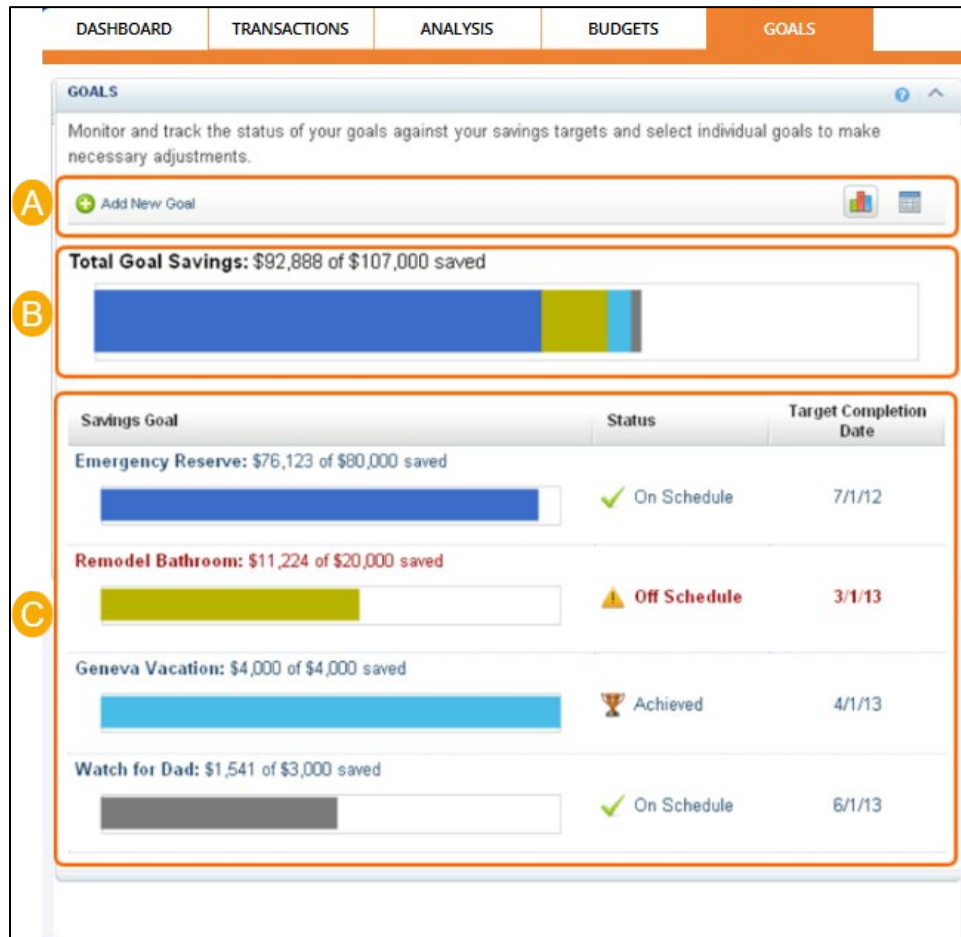 DASHBOARD TRANSACTIONS ANALYSIS BUDGETS GOALS
GOALS ?
Monitor and track the status of your goals against your savings targets and select individual goals to make
necessary adjustments.
A
Add New Goal
Total Goal Savings: $92,888 of $107,000 saved
B
Savings Goal Status Target Completion
Date
Emergency Reserve: $76,123 of $80,000 saved
On Schedule 7/1/12
Remodel Bathroom: $11,224 of $20,000 saved
Off Schedule 3/1/13
C
Geneva Vacation: $4,000 of $4,000 saved
Achieved 4/1/13
Watch for Dad: $1,541 of $3,000 saved
On Schedule 6/1/13